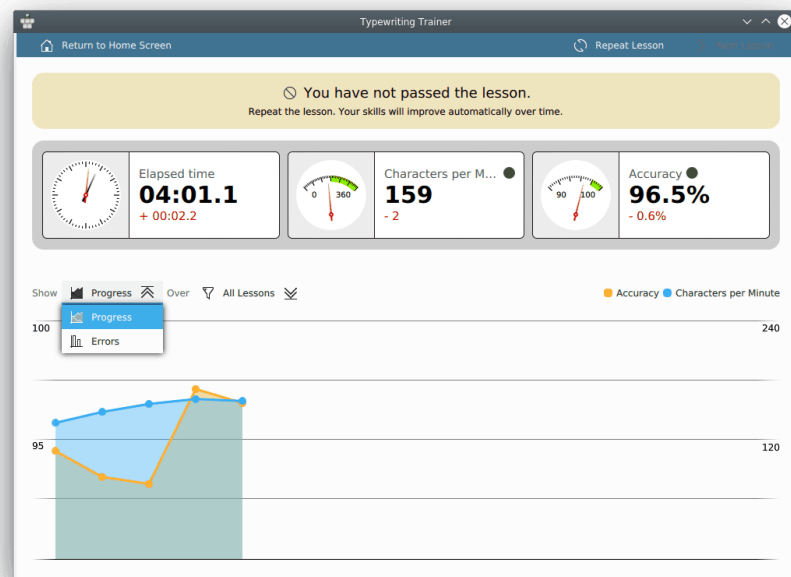 Typewriting Trainer
Return to Home Screen
Repeat Lesson
Next Lesson
You have not passed the lesson.
Repeat the lesson. Your skills will improve automatically over time.
Elapsed time
04:01.1
+ 00:02.2
0 360
Characters per M...
159
- 2
90 100
Accuracy
96.5%
- 0.6%
Show Progress Over All Lessons
Accuracy Characters per Minute
Progress
Errors
100
240
95
120